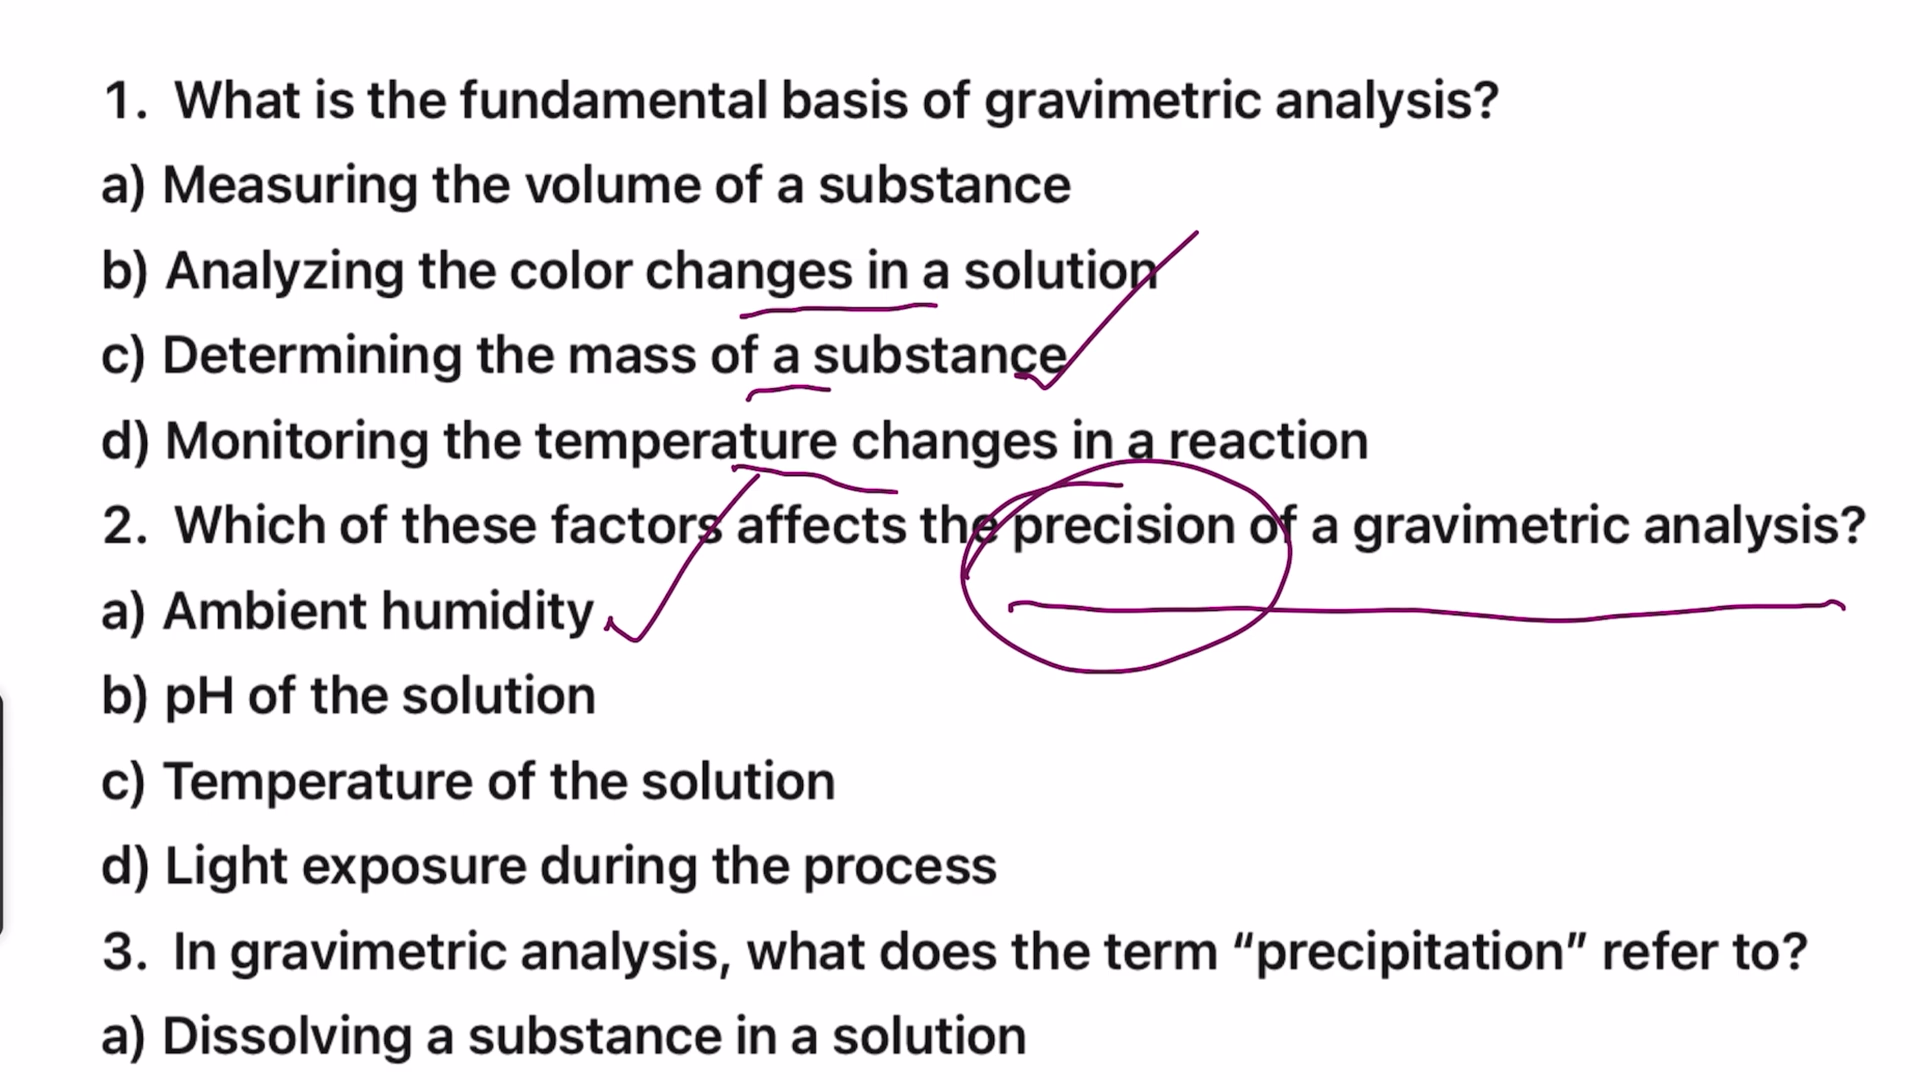 1. What is the fundamental basis of gravimetric analysis?
a) Measuring the volume of a substance
b) Analyzing the color changes in a solution
c) Determining the mass of a substance
d) Monitoring the temperature changes in a reaction
2. Which of these factors affects the precision of a gravimetric analysis?
a) Ambient humidity
b) pH of the solution
c) Temperature of the solution
d) Light exposure during the process
3. In gravimetric analysis, what does the term “precipitation” refer to?
a) Dissolving a substance in a solution